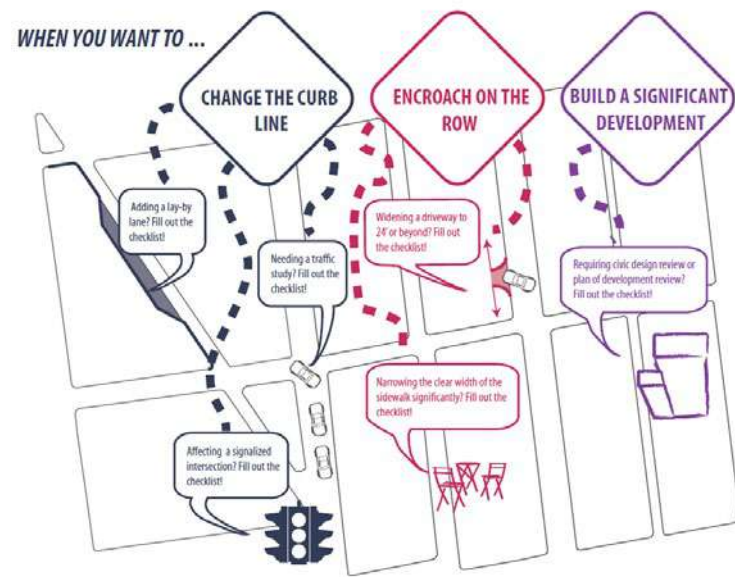 WHEN YOU WANT TO ...
CHANGE THE CURB
LINE
ENCROACH ON THE
ROW
BUILD A SIGNIFICANT
DEVELOPMENT
Adding a lay-by
lane? Fill out the
checklist!
Needing a traffic
study? Fill out the
checklist!
Affecting a signalized
intersection? Fill out the
checklist!
Widening a driveway to
24' or beyond? Fill out
the checklist!
Narrowing the clear width of the
sidewalk significantly? Fill out the
checklist!
Requiring civic design review or
plan of development review?
Fill out the checklist!